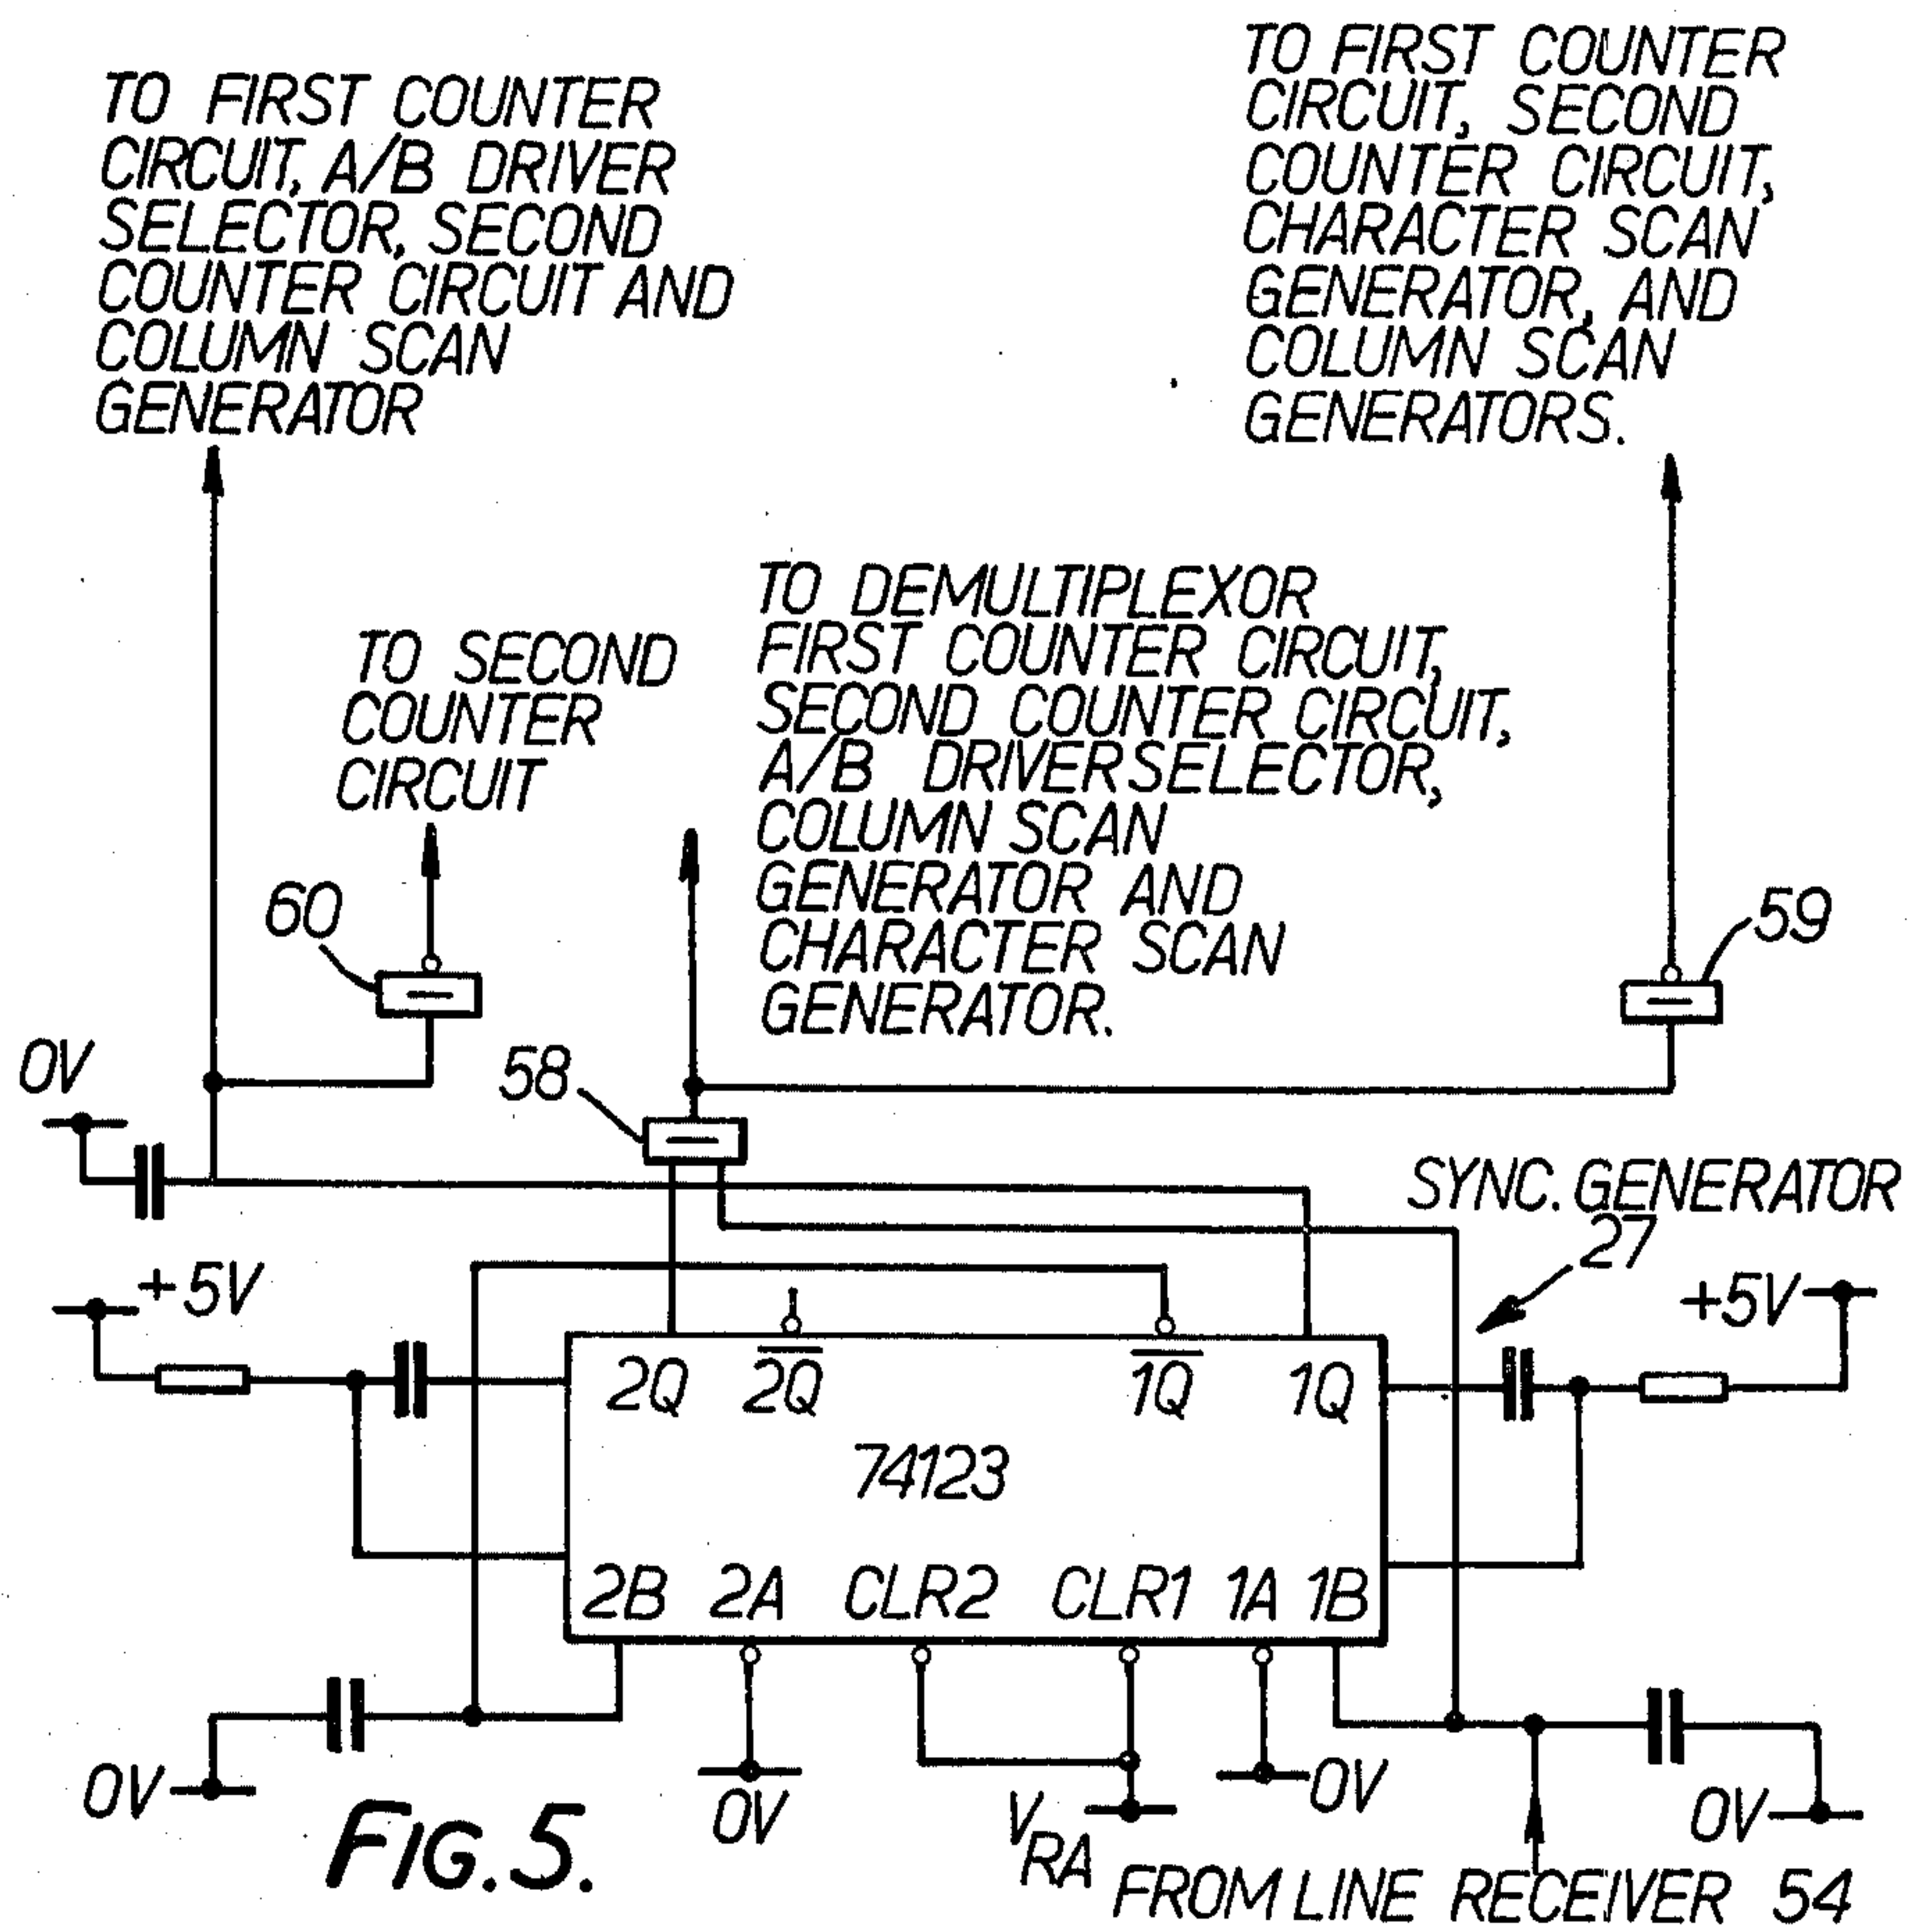 TO FIRST COUNTER
CIRCUIT, A/B DRIVER
SELECTOR, SECOND
COUNTER CIRCUIT AND
COLUMN SCAN
GENERATOR
TO FIRST COUNTER
CIRCUIT, SECOND
COUNTER CIRCUIT,
CHARACTER SCAN
GENERATOR, AND
COLUMN SCAN
GENERATORS.
TO SECOND
COUNTER
CIRCUIT
TO DEMULTIPLEXOR
FIRST COUNTER CIRCUIT,
SECOND COUNTER CIRCUIT,
A/B DRIVER SELECTOR,
COLUMN SCAN
GENERATOR AND
CHARACTER SCAN
GENERATOR.
60
59
0V
58
SYNC. GENERATOR
27
+5V
+5V
2Q 2Q 1Q 1Q
74123
2B 2A CLR2 CLR1 1A 1B
0V
0V
VRA
0V
0V
FROM LINE RECEIVER 54
FIG. 5.